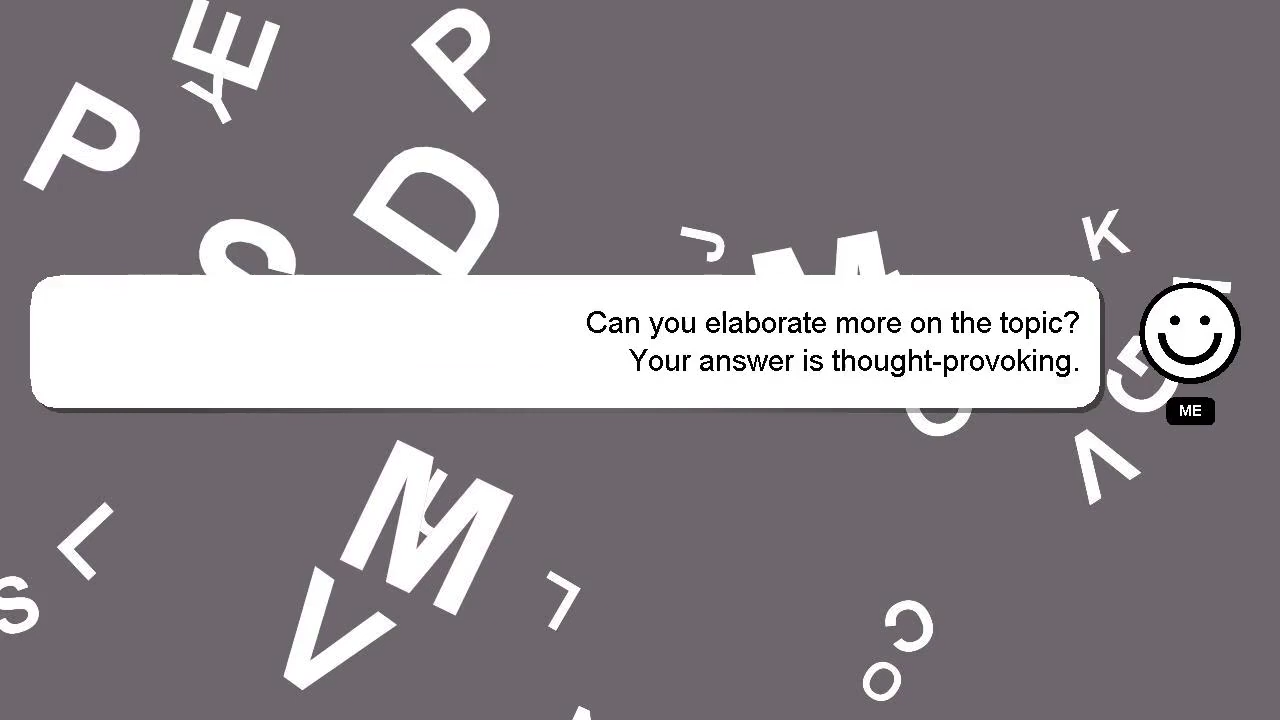 E
P
Y
P
D
S
J
M
K
Can you elaborate more on the topic?
Your answer is thought-provoking.
G
ME
V
M
L
S
V
L
C
O